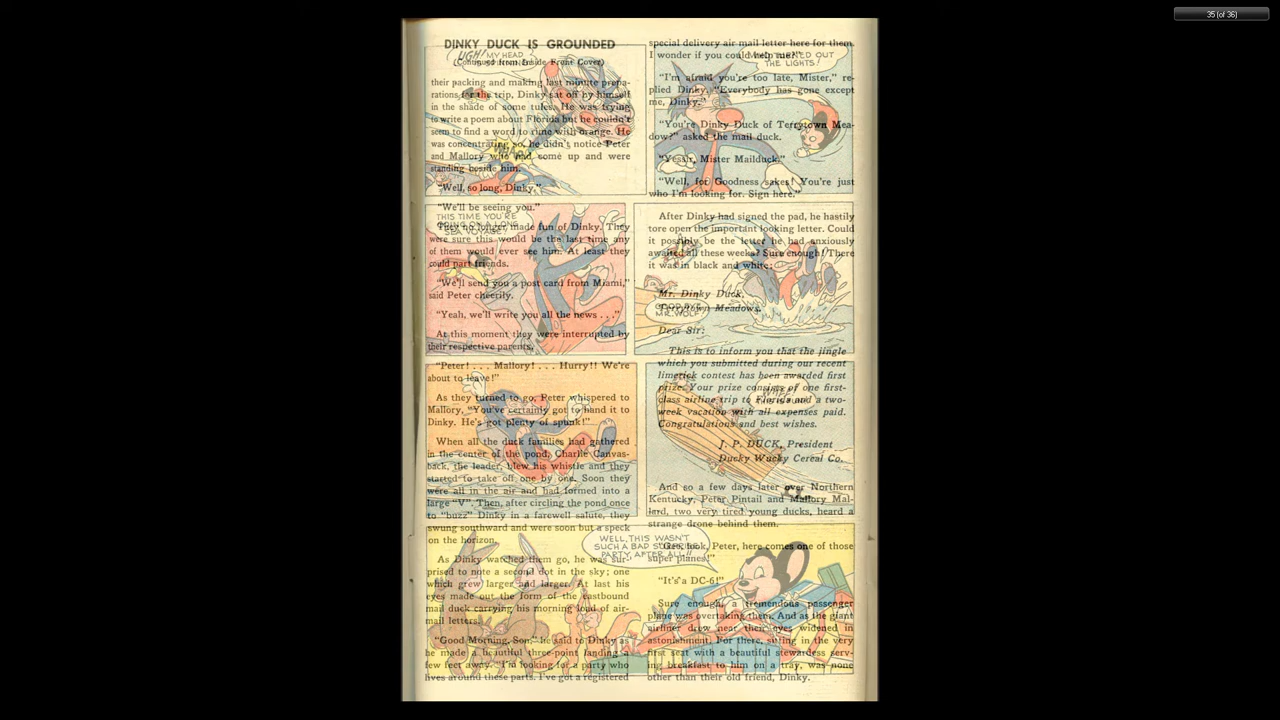 35 (of 36)
DINKY DUCK IS GROUNDED
(Continued from Inside Front Cover)
their packing and making last minute prepa-
rations for the trip, Dinky sat off by himself
in the shade of some tules. He was trying
to write a poem about Florida but he couldn't
seem to find a word to rime with orange. He
was concentrating so, he didn't notice Peter
and Mallory who had come up and were
standing beside him.
"Well, so long, Dinky."
"We'll be seeing you."
They no longer made fun of Dinky. They
were sure this would be the last time any
of them would ever see him. At least they
could part friends.
"We'll send you a post card from Miami,"
said Peter cheerily.
"Yeah, we'll write you all the news . . ."
At this moment they were interrupted by
their respective parents.
"Peter! . . . Mallory! . . . Hurry!! We're
about to leave!"
As they turned to go, Peter whispered to
Mallory, "You've certainly got to hand it to
Dinky. He's got plenty of spunk!"
When all the duck families had gathered
in the center of the pond, Charlie Canvas-
back, the leader, blew his whistle and they
started to take off one by one. Soon they
were all in the air and had formed into a
large "V". Then, after circling the pond once
to "buzz" Dinky in a farewell salute, they
swung southward and were soon but a speck
on the horizon.
As Dinky watched them go, he was sur-
prised to note a second dot in the sky; one
which grew larger and larger. At last his
eyes made out the form of the eastbound
mail duck carrying his morning load of air-
mail letters.
"Good Morning, Son," he said to Dinky as
he made a beautiful three-point landing a
few feet away. "I'm looking for a party who
lives around these parts. I've got a registered
special delivery air mail letter here for them.
I wonder if you could help me?"
"I'm afraid you're too late, Mister," re-
plied Dinky. "Everybody has gone except
me, Dinky."
"You're Dinky Duck of Terrytown Mea-
dow?" asked the mail duck.
"Yessir, Mister Mailduck."
"Well, for Goodness sakes! You're just
who I'm looking for. Sign here."
After Dinky had signed the pad, he hastily
tore open the important looking letter. Could
it possibly be the letter he had anxiously
awaited all these weeks? Sure enough! There
it was in black and white:
Mr. Dinky Duck,
Terrytown Meadows,
Dear Sir:
This is to inform you that the jingle
which you submitted during our recent
limerick contest has been awarded first
prize. Your prize consists of one first-
class airline trip to Florida and a two-
week vacation with all expenses paid.
Congratulations and best wishes.
J. P. DUCK, President
Ducky Wucky Cereal Co.
And so a few days later over Northern
Kentucky, Peter Pintail and Mallory Mal-
lard, two very tired young ducks, heard a
strange drone behind them.
look, Peter, here comes one of those
super planes!"
"It's a DC-6!"
Sure enough, a tremendous passenger
plane was overtaking them. And as the giant
airliner drew near their eyes widened in
astonishment. For there, sitting in the very
first seat with a beautiful stewardess serv-
ing breakfast to him on a tray, was none
other than their old friend, Dinky.
UGH! MY HEAD
OUT
THE LIGHTS!
THIS TIME YOU'RE
SEA VOYAGE!
MR. WOLF
WELL, THIS WASN'T
SUCH A BAD
PARTY, AFTER ALL!!